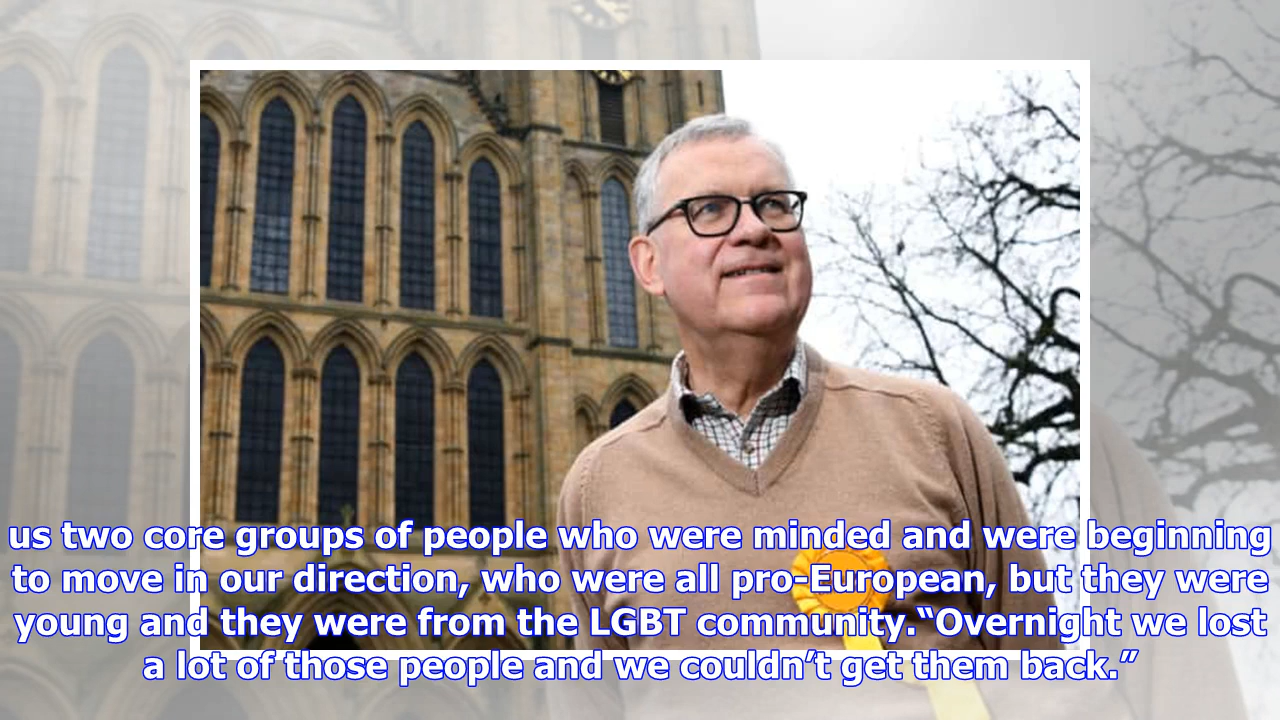 us two core groups of people who were minded and were beginning
to move in our direction, who were all pro-European, but they were
young and they were from the LGBT community.“Overnight we lost
a lot of those people and we couldn’t get them back.”